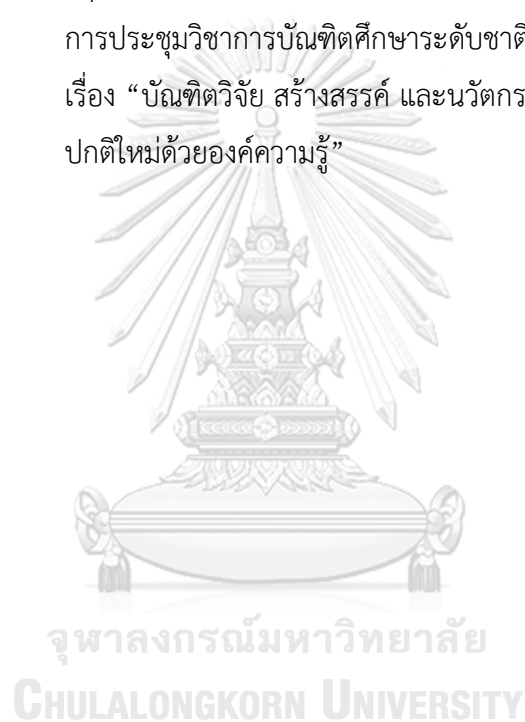 การประชุมวิชาการบัณฑิตศึกษาระดับชาติ
เรื่อง “บัณฑิตวิจัย สร้างสรรค์ และนวัตกร
ปกติใหม่ด้วยองค์ความรู้”
จุฬาลงกรณ์มหาวิทยาลัย
CHULALONGKORN UNIVERSITY